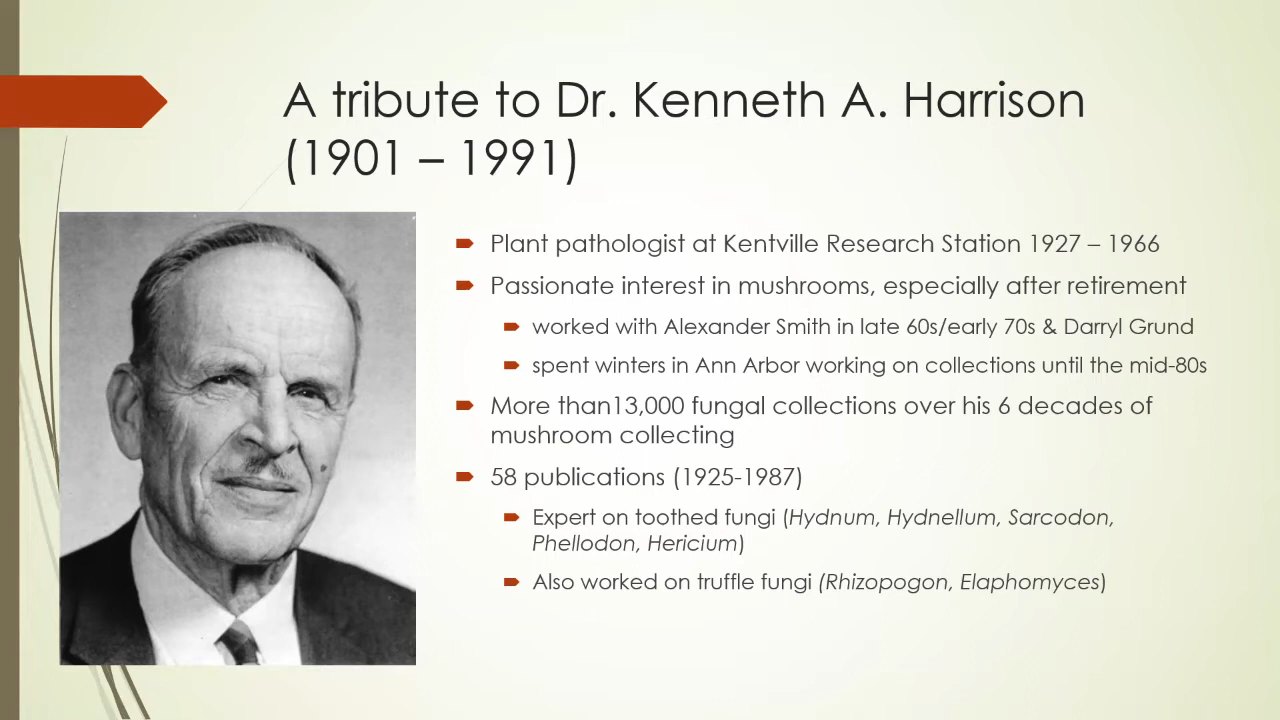 A tribute to Dr. Kenneth A. Harrison
(1901 – 1991)
Plant pathologist at Kentville Research Station 1927 – 1966
Passionate interest in mushrooms, especially after retirement
worked with Alexander Smith in late 60s/early 70s & Darryl Grund
spent winters in Ann Arbor working on collections until the mid-80s
More than13,000 fungal collections over his 6 decades of
mushroom collecting
58 publications (1925-1987)
Expert on toothed fungi (Hydnum, Hydnellum, Sarcodon,
Phellodon, Hericium)
Also worked on truffle fungi (Rhizopogon, Elaphomyces)